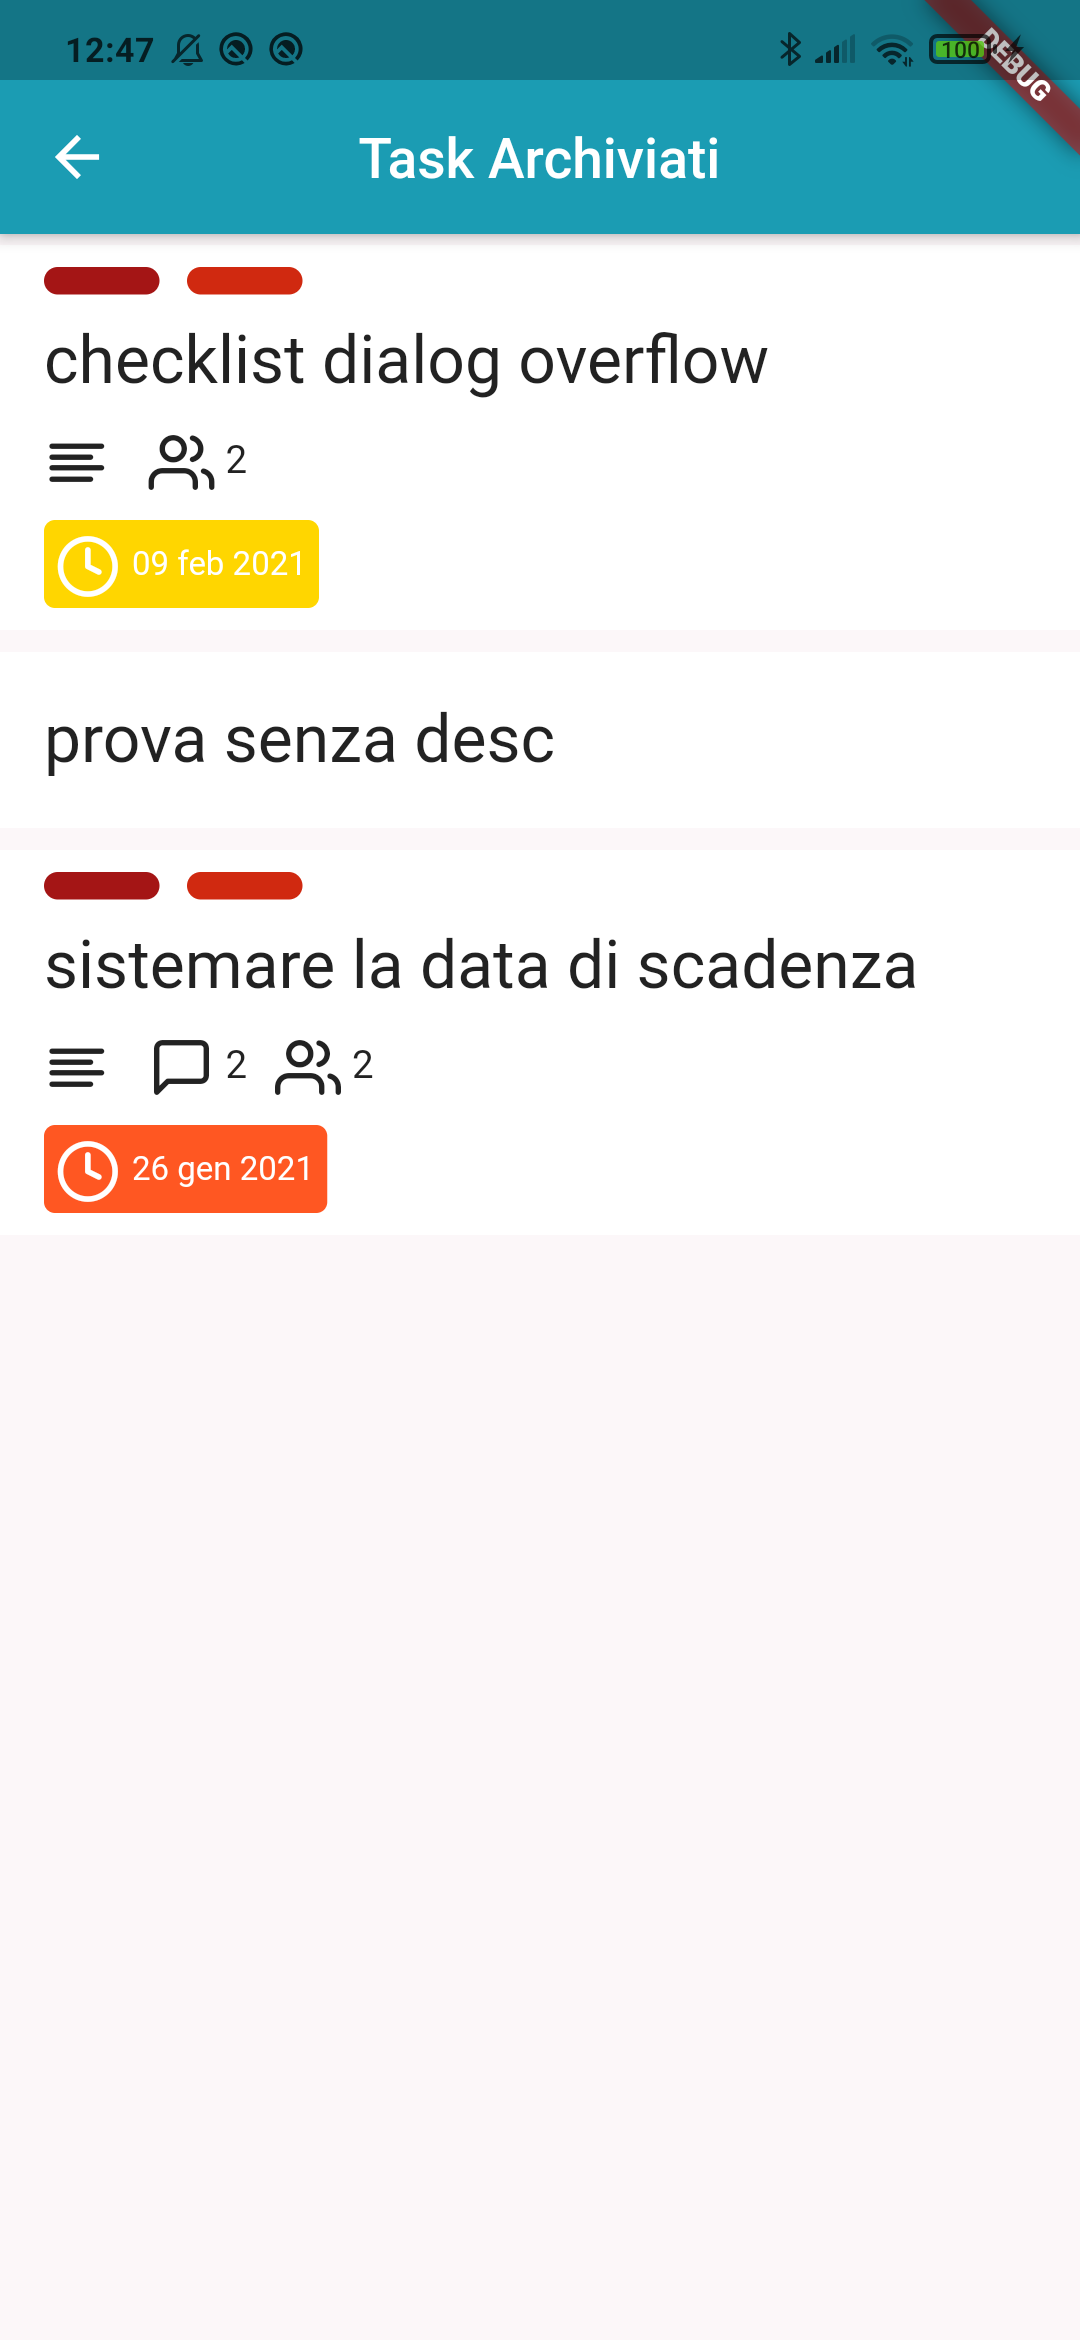 12:47
100
DEBUG
Task Archiviati
checklist dialog overflow
2
09 feb 2021
prova senza desc
sistemare la data di scadenza
2 2
26 gen 2021